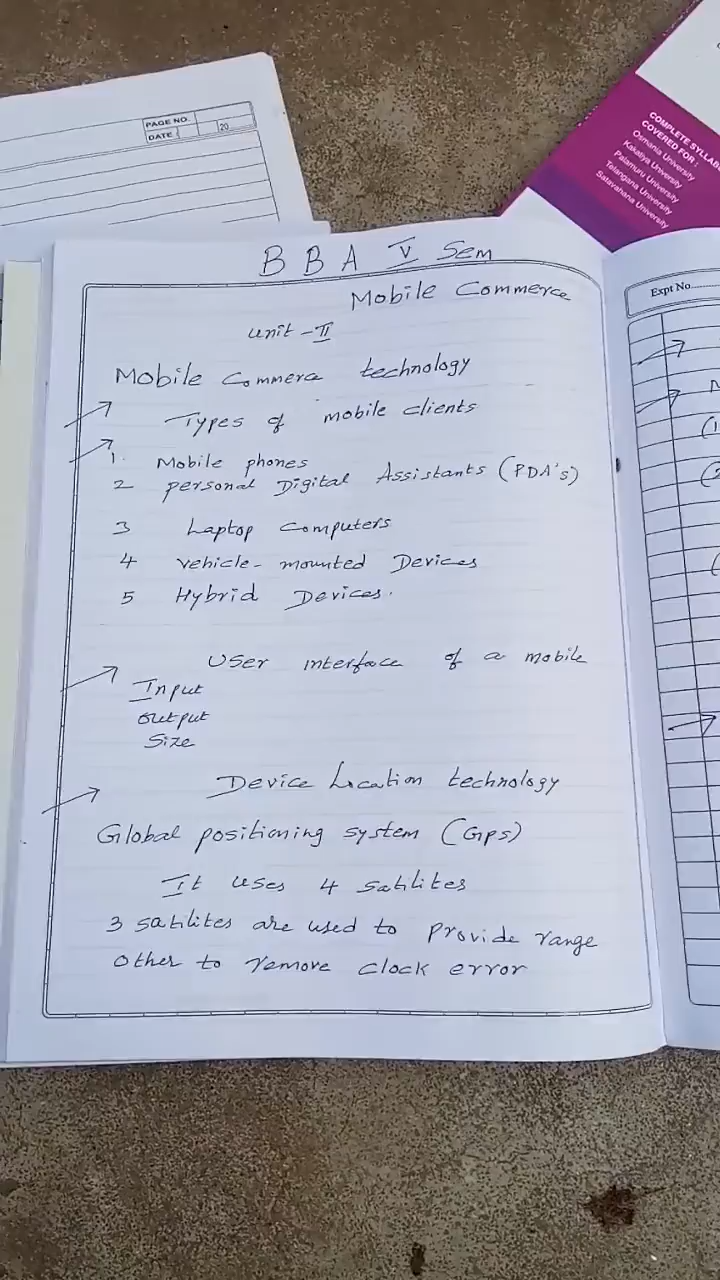 PAGE NO.
DATE : 20
COMPLETE SYLLAB
COVERED FOR :
Osmania University
Kakatiya University
Palamuru University
Telangana University
Satavahana University
B B A V Sem
Mobile Commerce
Unit - II
Mobile Commerce technology
Types of mobile clients
1. Mobile phones
2 personal Digital Assistants (PDA's)
3 Laptop Computers
4 vehicle-mounted Devices
5 Hybrid Devices.
User interface of a mobile
Input
output
Size
Device Location technology
Global positioning system (GPS)
It uses 4 satilites
3 satilites are used to provide range
other to remove clock error
Expt No.
(1
(2